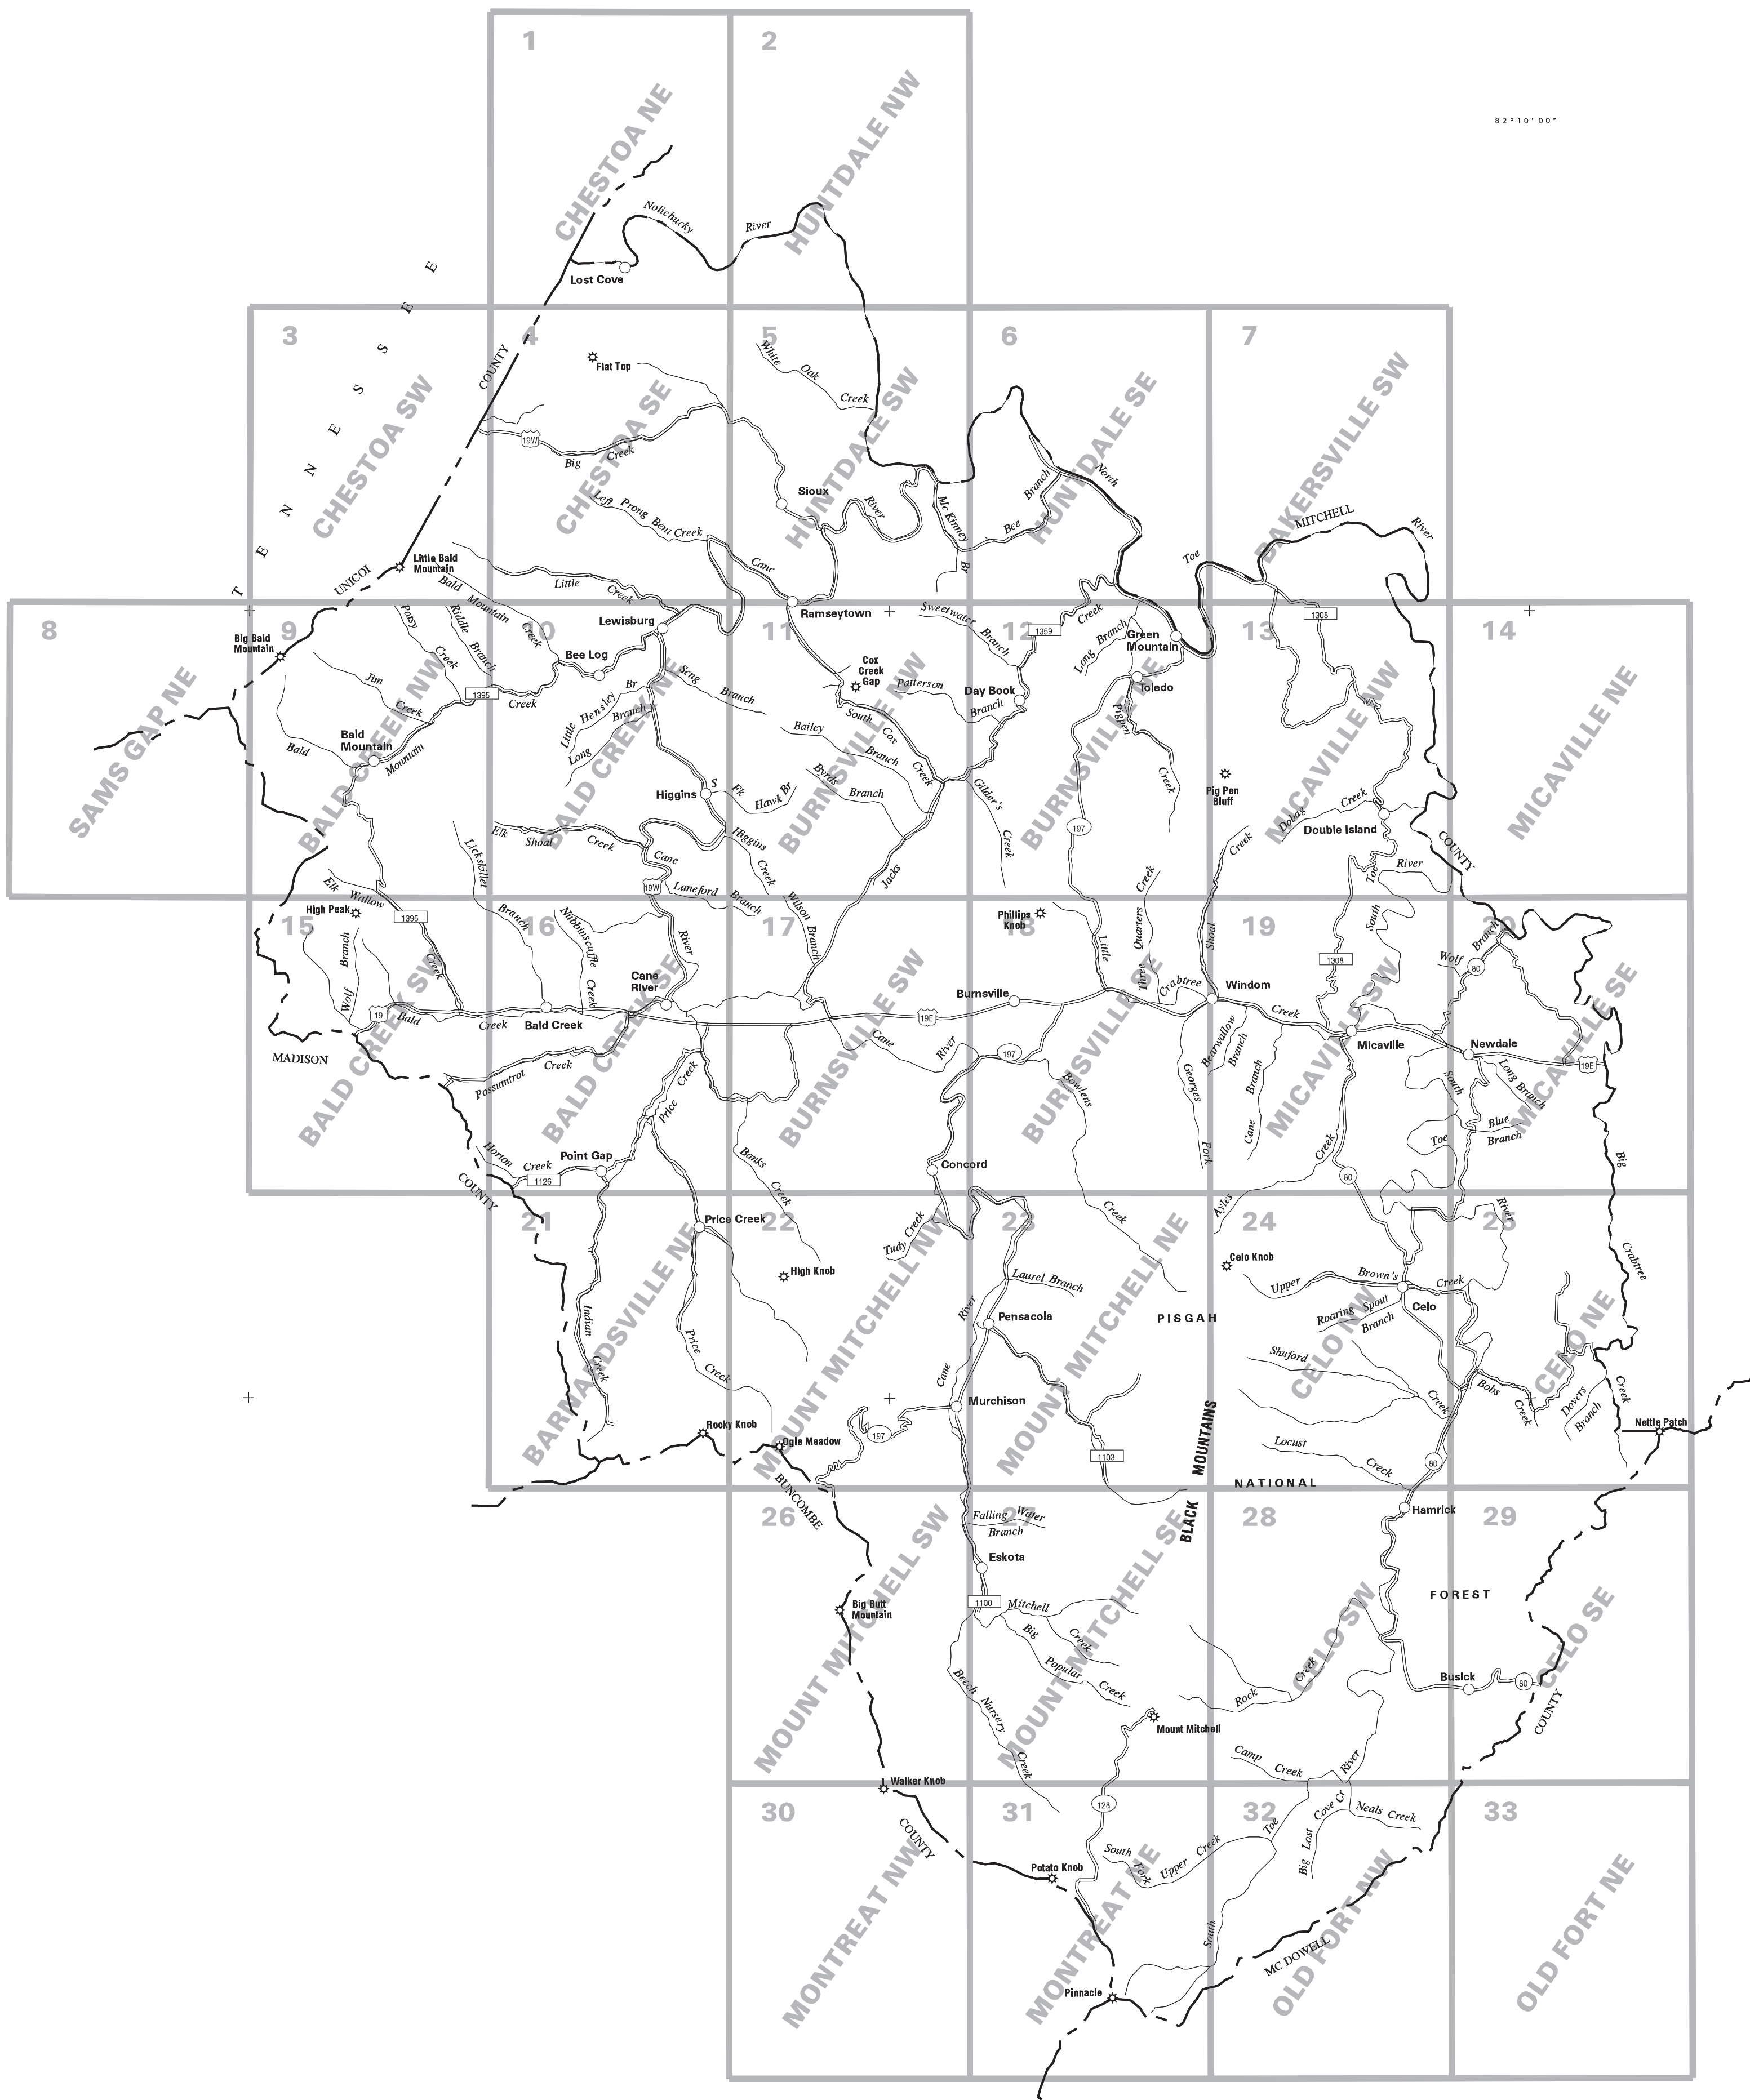 1
2
CHESTOA NE
HUNTDALE NW
82°10'00"
Nolichucky
River
Lost Cove
T E N N E S S E E
3
4
5
6
7
CHESTOA SW
CHESTOA SE
HUNTDALE SW
HUNTDALE SE
BAKERSVILLE SW
COUNTY
Flat Top
White Oak Creek
19W
Big Creek
Left Prong Bent Creek
Sioux
River
Mc Kinney Br
Bee Branch
North
Toe
MITCHELL
River
Little Bald
Mountain
UNICOI
Bald Mountain Creek
Little Creek
Cane
Ramseytown
8
9
10
11
12
13
14
SAMS GAP NE
BALD CREEK NW
BALD CREEK NE
BURNSVILLE NW
BURNSVILLE NE
MICAVILLE NW
MICAVILLE NE
Big Bald
Mountain
Patsy Creek
Riddle Branch
Lewisburg
Bee Log
Sweetwater Branch
1359
Creek
Long Branch
Green
Mountain
1308
Jim Creek
1395
Creek
Little Hensley Br
Long Branch
Seng Branch
Cox
Creek
Gap
Patterson Branch
Day Book
Toledo
Pigpen Creek
Bald
Mountain
Bald Mountain
South Cox Creek
Bailey Branch
Byrds Branch
Higgins
S Fk Hawk Br
Gilder's Creek
Pig Pen
Bluff
Dobag Creek
Double Island
197
Elk Shoal Creek
Cane
Higgins Creek
Jacks
Creek
Toe River
COUNTY
Lickskillet Branch
19W
Laneford Branch
Elk Wallow Creek
15
16
17
18
19
20
BALD CREEK SW
BALD CREEK SE
BURNSVILLE SW
BURNSVILLE SE
MICAVILLE SW
MICAVILLE SE
High Peak
1395
Wolf Branch
Nubbinscuffle Creek
River
Wilson Branch
Phillips
Knob
Little
Three Quarters Creek
Shoal
South
1308
Wolf Branch
80
Cane
River
Burnsville
Crabtree Creek
Windom
19
Bald Creek
Bald Creek
19E
Cane River
197
Bearwallow Branch
Micaville
Newdale
19E
MADISON
Possumtrot Creek
Price Creek
Bowlens Creek
Georges Fork
Cane Branch
South Toe River
Long Branch
Blue Branch
Horton Creek
1126
Point Gap
COUNTY
Banks Creek
Concord
Ayles Creek
80
Big Crabtree Creek
21
22
23
24
25
BARNARDSVILLE NE
MOUNT MITCHELL NW
MOUNT MITCHELL NE
CELO NW
CELO NE
Price Creek
Tudy Creek
High Knob
Laurel Branch
Celo Knob
Upper Brown's Creek
Celo
Roaring Spout Branch
PISGAH
Indian Creek
Price Creek
Cane River
Pensacola
Shuford Creek
Bobs Creek
Dovers Branch
Murchison
Rocky Knob
Ogle Meadow
197
1103
BLACK MOUNTAINS
Locust Creek
80
Nettle Patch
BUNCOMBE
NATIONAL
26
27
28
29
MOUNT MITCHELL SW
MOUNT MITCHELL SE
CELO SW
CELO SE
Hamrick
Falling Water Branch
Eskota
Big Butt
Mountain
1100
Mitchell Creek
FOREST
Big Popular Creek
Beech Nursery Creek
Rock Creek
Busick
80
Mount Mitchell
COUNTY
Camp Creek
River
Walker Knob
30
31
32
33
MONTREAT NW
MONTREAT NE
OLD FORT NW
OLD FORT NE
COUNTY
128
Toe
Big Lost Cove Cr
Neals Creek
South Fork Upper Creek
Potato Knob
South
MC DOWELL
Pinnacle